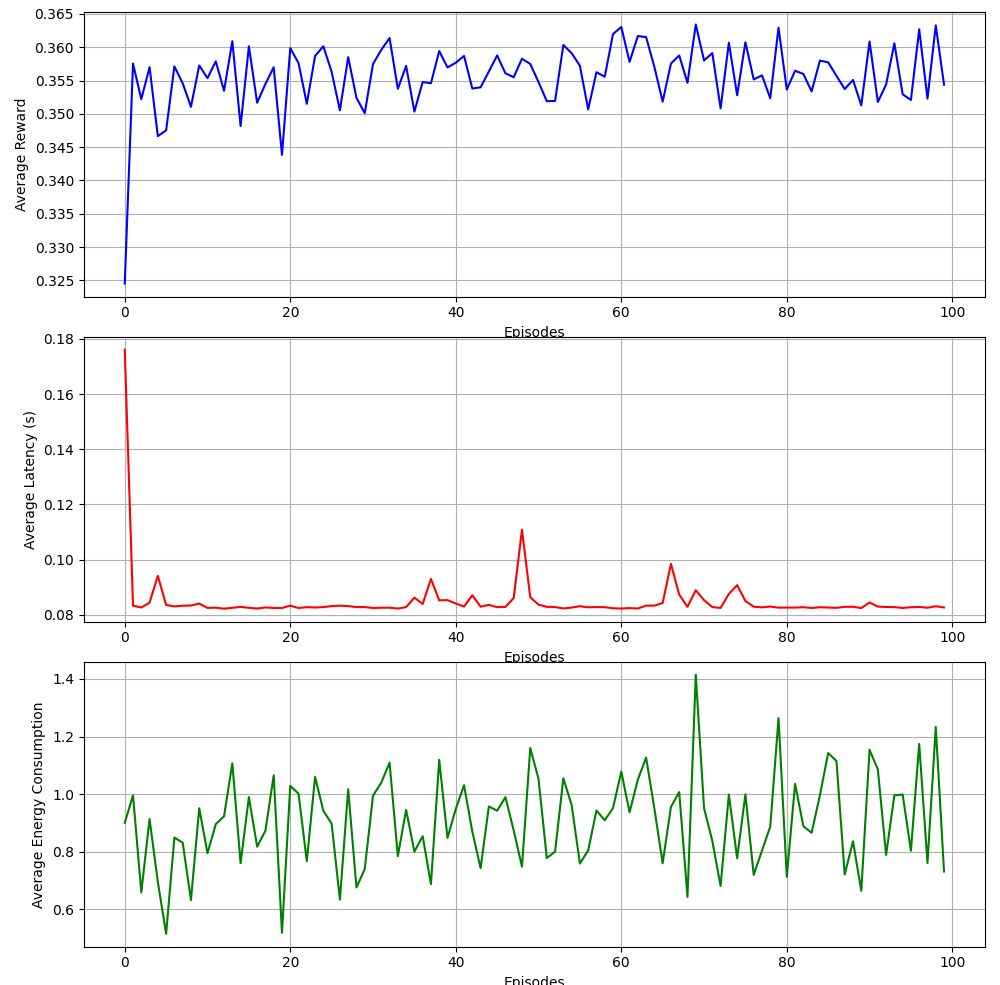 0.365
0.360
0.355
0.350
0.345
0.340
0.335
0.330
0.325
Average Reward
0 20 40 60 80 100
Episodes
0.18
0.16
0.14
0.12
0.10
0.08
Average Latency (s)
0 20 40 60 80 100
Episodes
1.4
1.2
1.0
0.8
0.6
Average Energy Consumption
0 20 40 60 80 100
Episodes